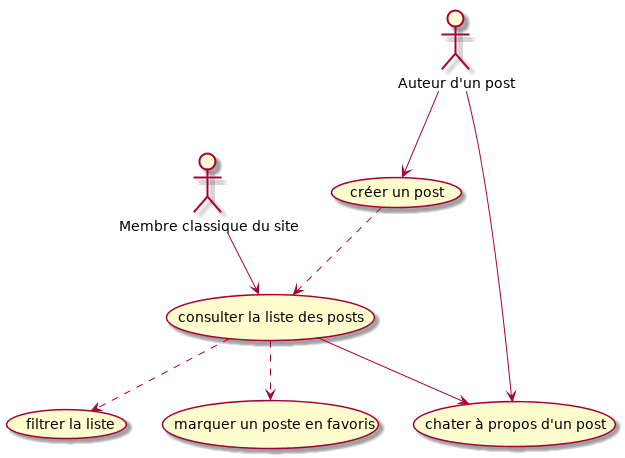 Auteur d'un post
créer un post
Membre classique du site
consulter la liste des posts
filtrer la liste
marquer un poste en favoris
chater à propos d'un post